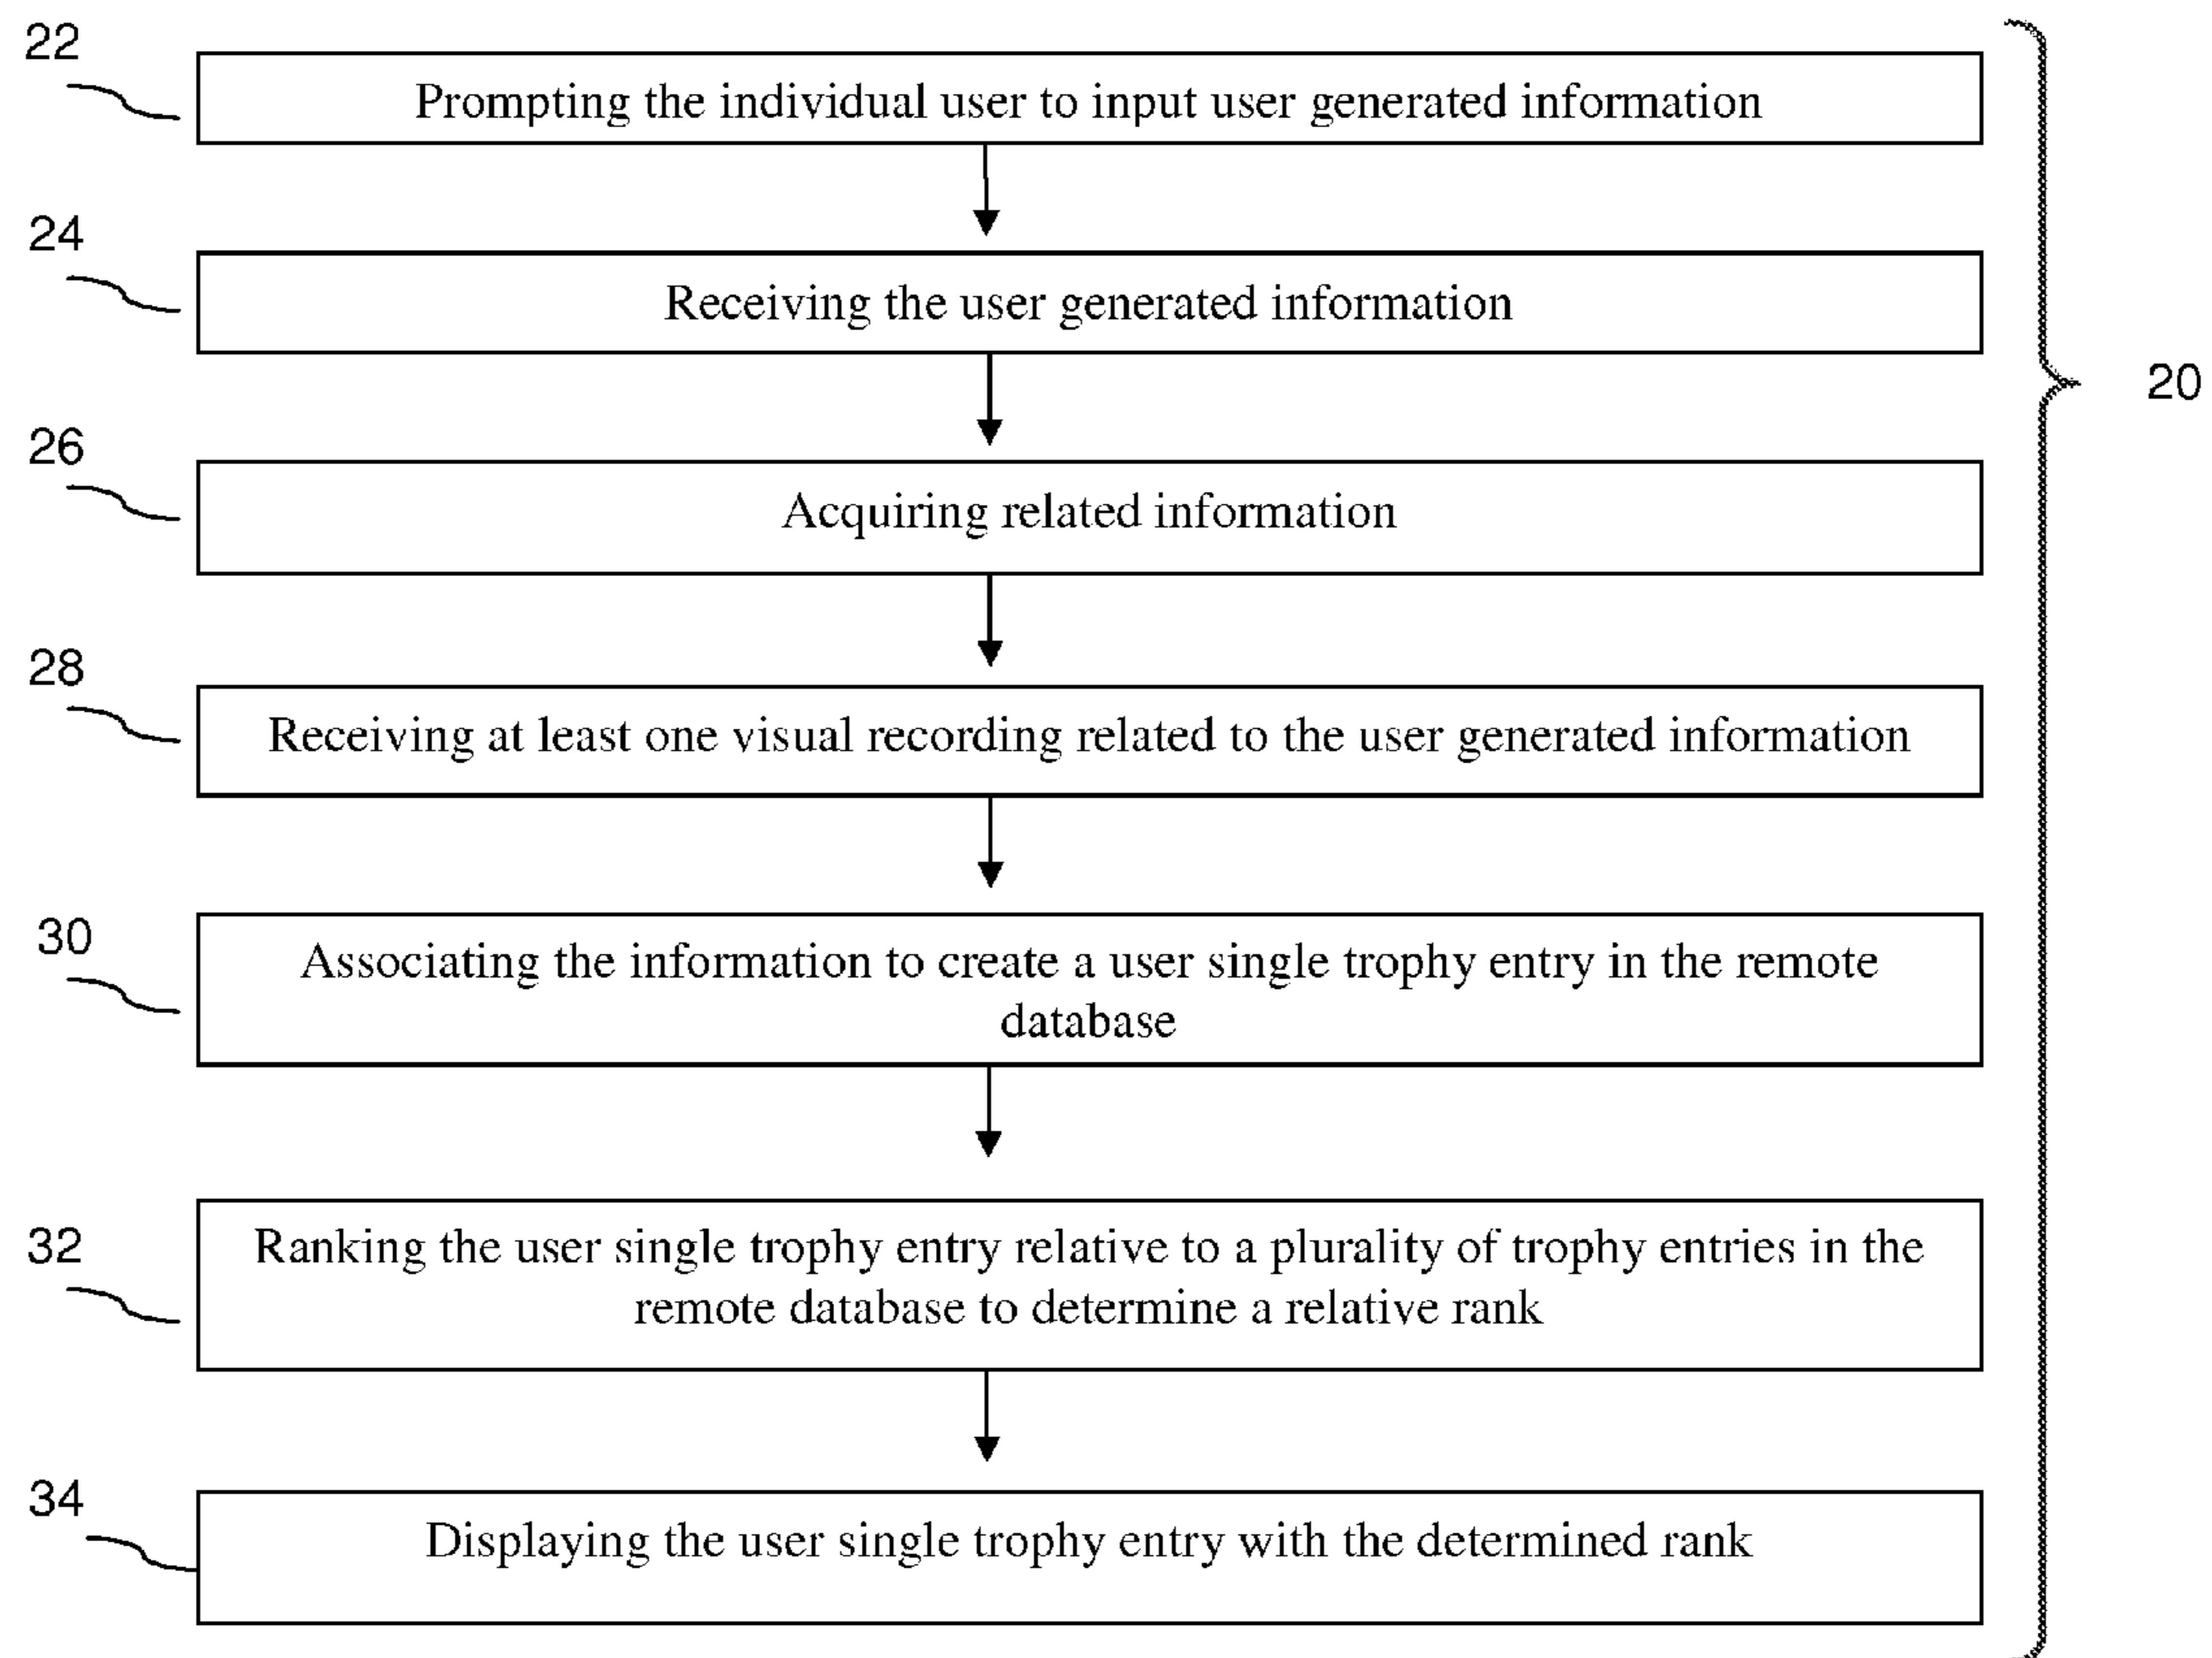 22
Prompting the individual user to input user generated information
24
Receiving the user generated information
20
26
Acquiring related information
28
Receiving at least one visual recording related to the user generated information
30
Associating the information to create a user single trophy entry in the remote
database
32
Ranking the user single trophy entry relative to a plurality of trophy entries in the
remote database to determine a relative rank
34
Displaying the user single trophy entry with the determined rank